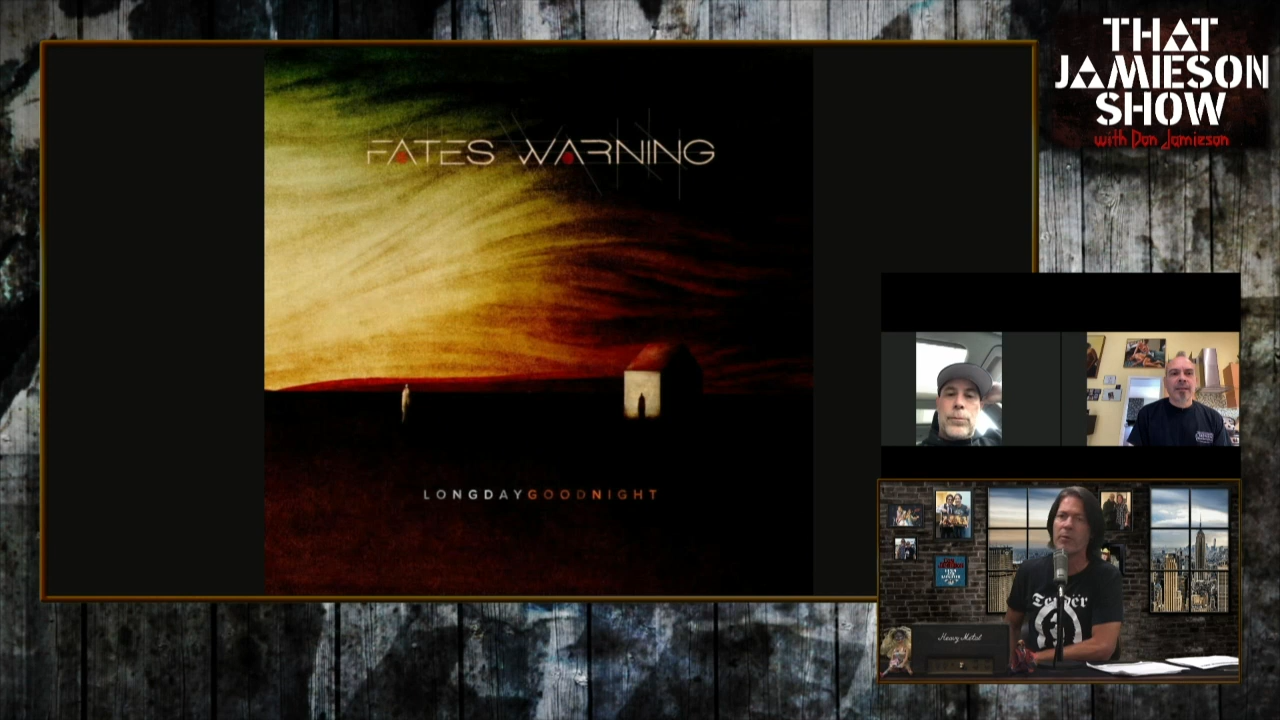 THAT
JAMIESON
SHOW
with Don Jamieson
FATES WARNING
LONGDAYGOODNIGHT
Heavy Metal